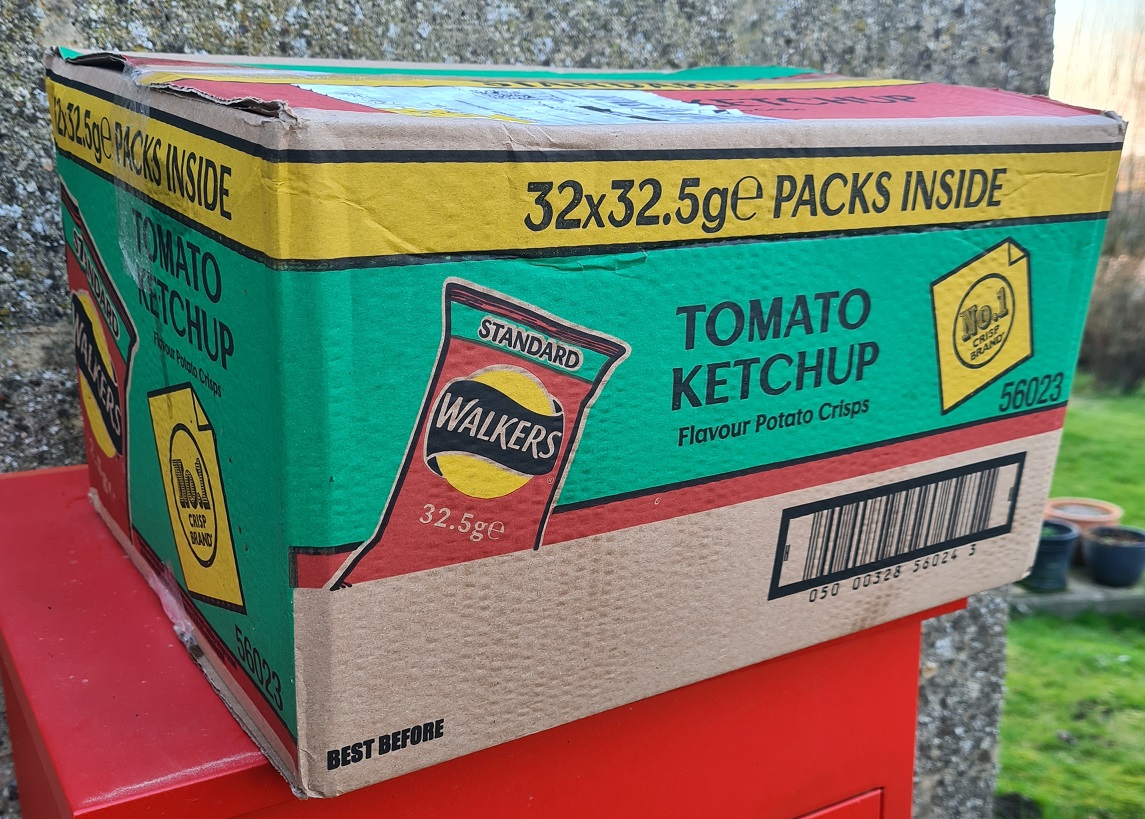 STANDARD
KETCHUP
32x32.5g℮ PACKS INSIDE
STANDARD
WALKERS
32.5g℮
TOMATO
KETCHUP
Flavour Potato Crisps
No.1
CRISP
BRAND
56023
050 00328 56024 3
BEST BEFORE
2x32.5g℮ PACKS INSIDE
STANDARD
WALKERS
TOMATO
KETCHUP
Flavour Potato Crisps
No.1
CRISP
BRAND
56023